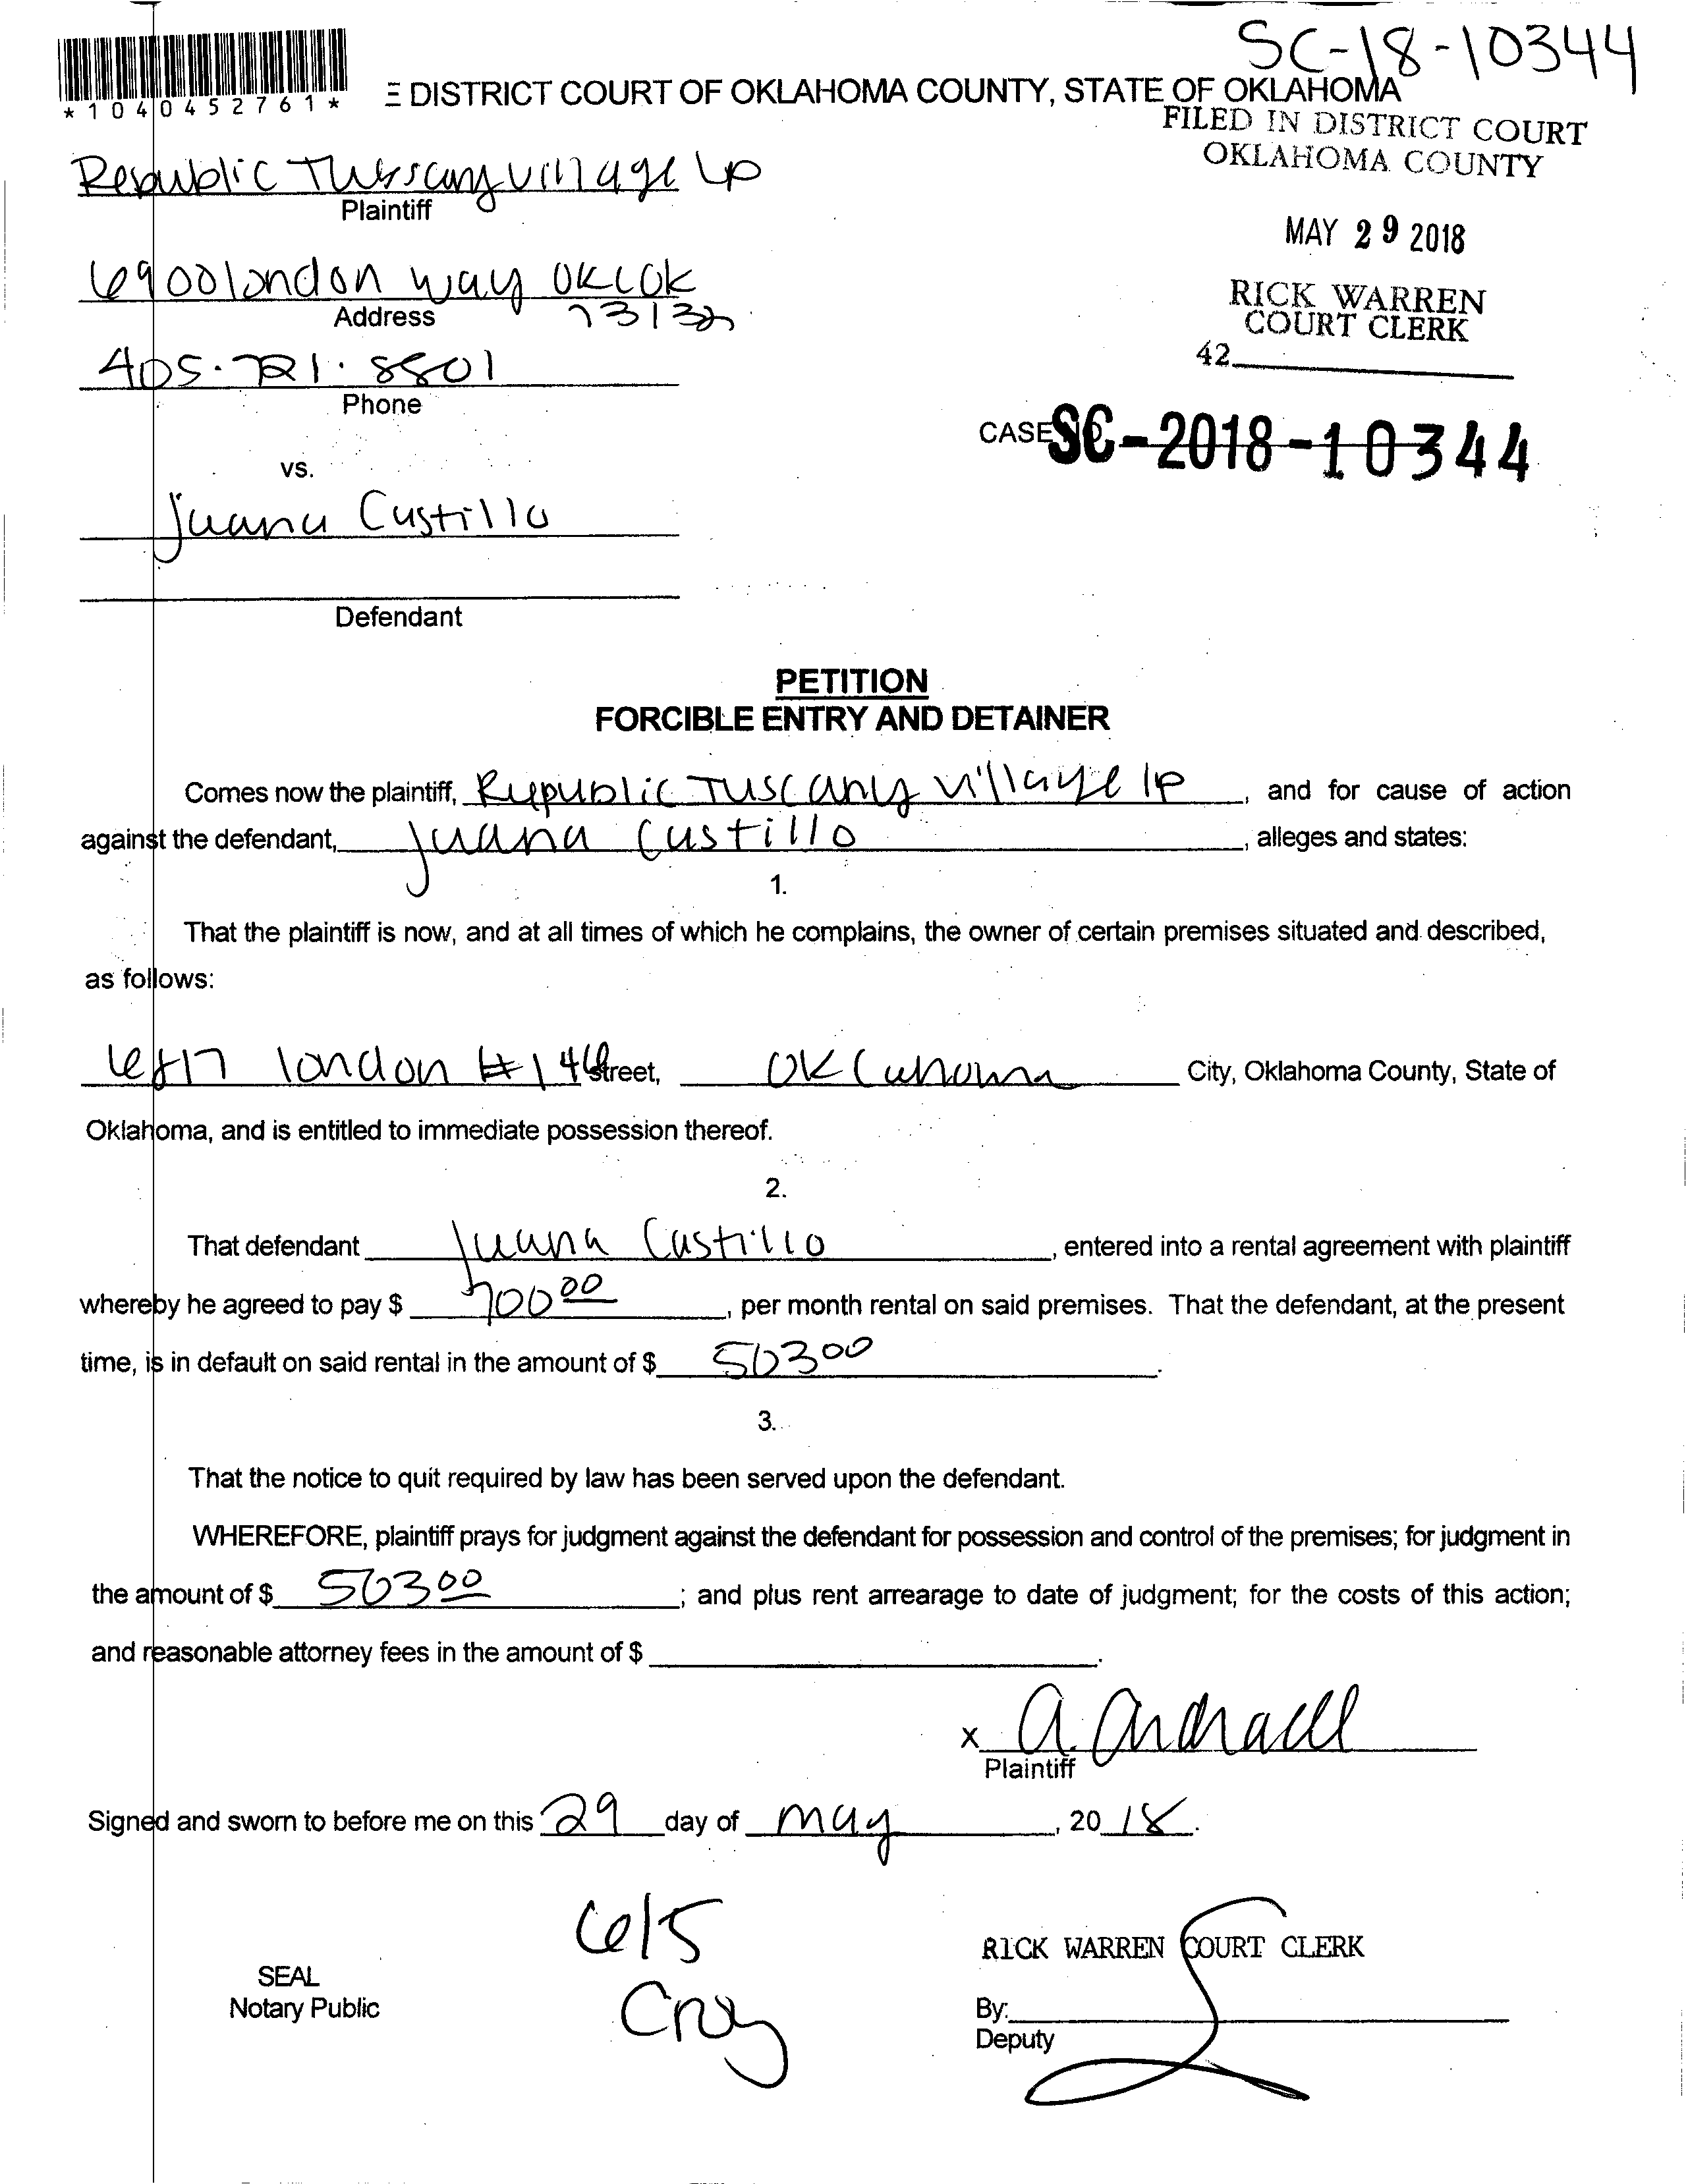 SC-18-10344
*1040452761*
E DISTRICT COURT OF OKLAHOMA COUNTY, STATE OF OKLAHOMA
FILED IN DISTRICT COURT
OKLAHOMA COUNTY
Republic Tuscany Village LP
Plaintiff
MAY 29 2018
6900 london way OKC OK
Address
73132
RICK WARREN
COURT CLERK
42
405.721.8801
Phone
CASE NO. SC-2018-10344
vs.
Juana Castillo
Defendant
PETITION
FORCIBLE ENTRY AND DETAINER
Comes now the plaintiff, Republic Tuscany Village lp, and for cause of action
against the defendant, Juana Castillo, alleges and states:
1.
That the plaintiff is now, and at all times of which he complains, the owner of certain premises situated and described,
as follows:
6817 london #146 Street, Oklahoma City, Oklahoma County, State of
Oklahoma, and is entitled to immediate possession thereof.
2.
That defendant Juana Castillo, entered into a rental agreement with plaintiff
whereby he agreed to pay $ 700 00, per month rental on said premises. That the defendant, at the present
time, is in default on said rental in the amount of $ 503 00.
3.
That the notice to quit required by law has been served upon the defendant.
WHEREFORE, plaintiff prays for judgment against the defendant for possession and control of the premises; for judgment in
the amount of $ 503 00; and plus rent arrearage to date of judgment; for the costs of this action;
and reasonable attorney fees in the amount of $ .
x A. Andrade
Plaintiff
Signed and sworn to before me on this 29 day of may, 2018.
6/5
RICK WARREN COURT CLERK
SEAL
Notary Public
Croy
By:
Deputy